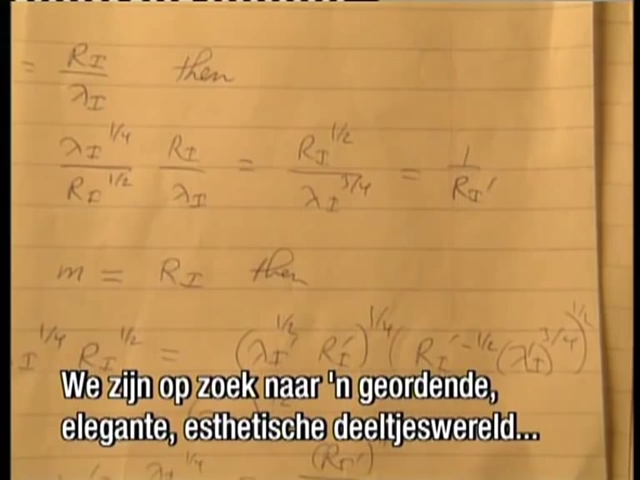 = R_I / λ_I then
λ_I^1/4 / R_I^1/2 R_I / λ_I = R_I^1/2 / λ_I^3/4 = 1 / R_I'
m = R_I then
I^1/4 R_I^1/2 = (λ_I'^1/2 R_I')^1/4 (R_I'^-1/2 (λ_I')^3/4)^1/2
We zijn op zoek naar 'n geordende,
elegante, esthetische deeltjeswereld...